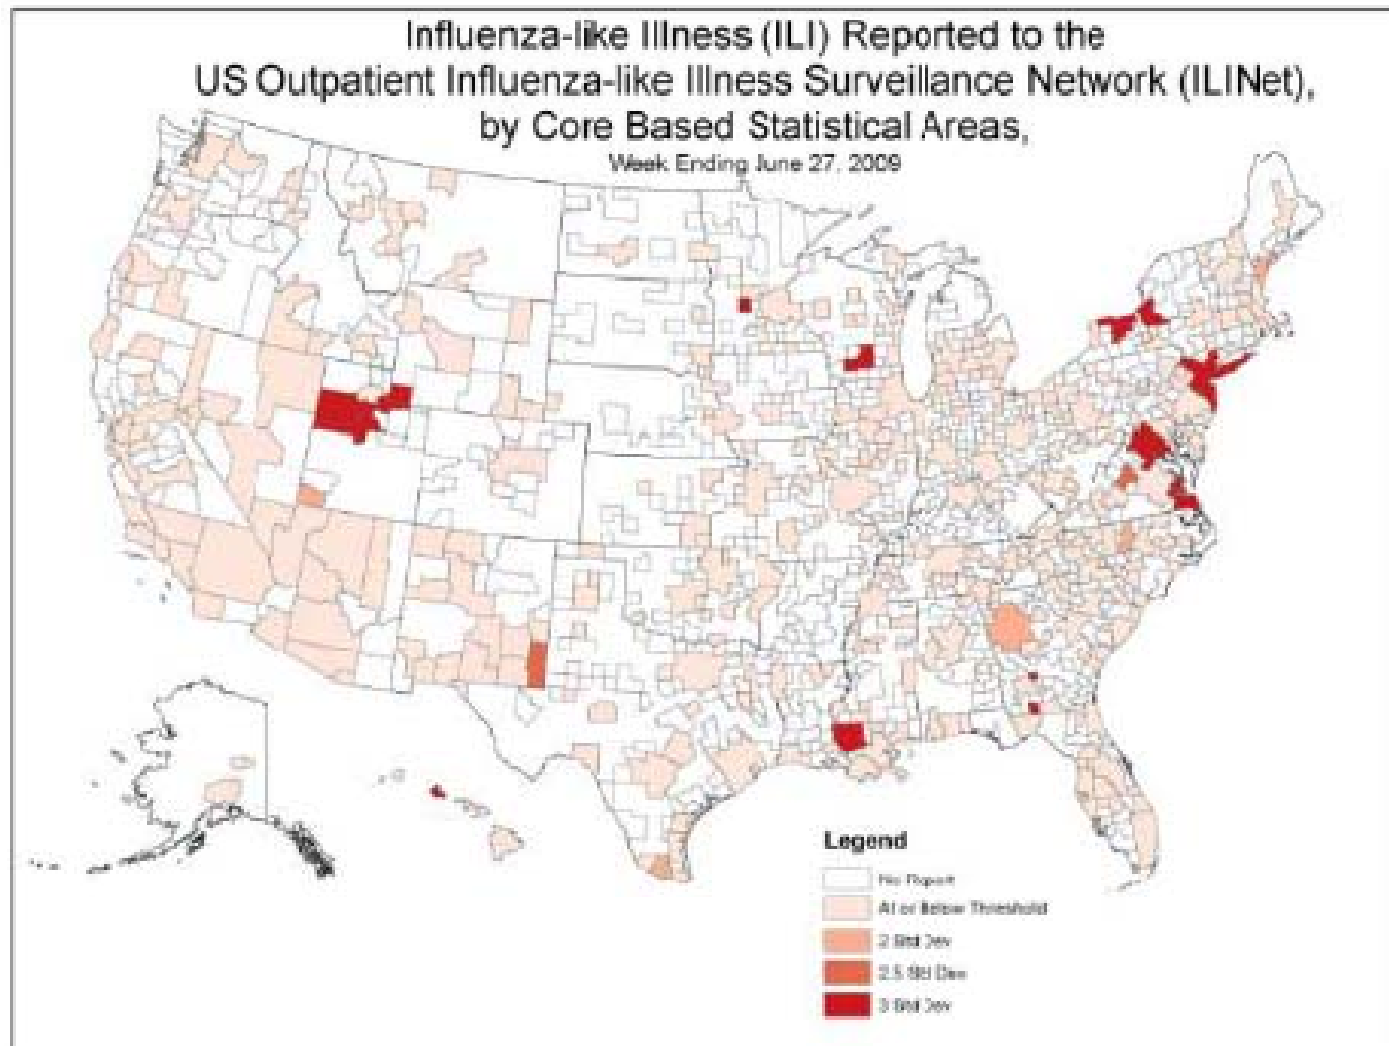 Influenza-like Illness (ILI) Reported to the
US Outpatient Influenza-like Illness Surveillance Network (ILINet),
by Core Based Statistical Areas,
Week Ending June 27, 2009
Legend
No Report
At or Below Threshold
2 Std Dev
2.5 Std Dev
3 Std Dev